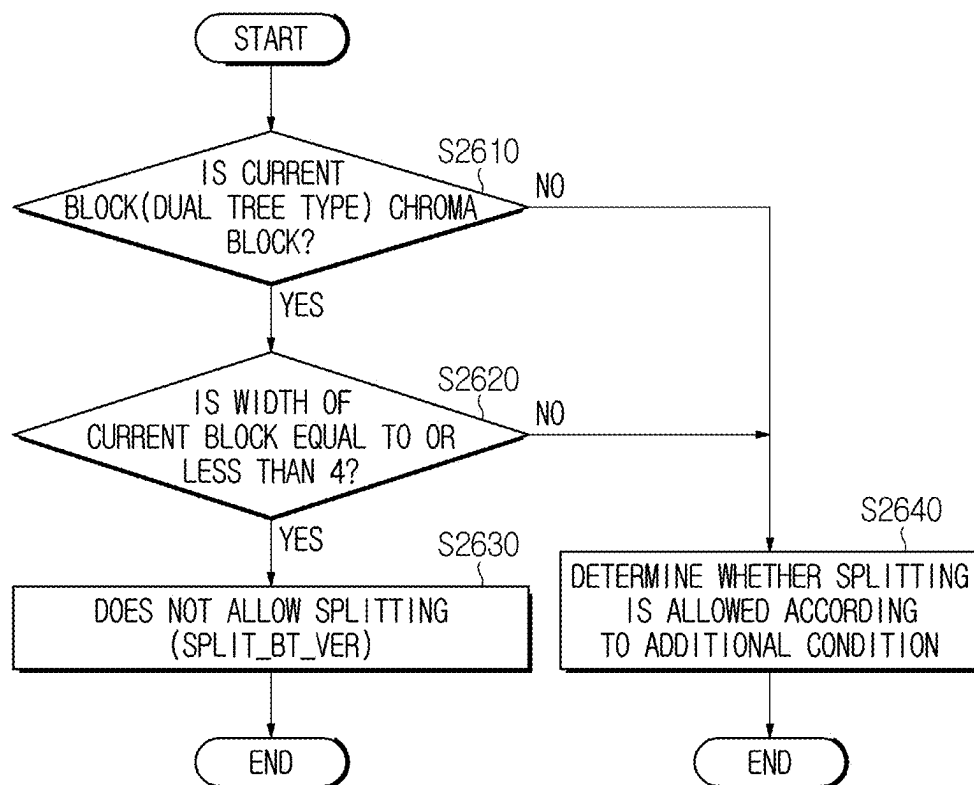 START
S2610
IS CURRENT
BLOCK(DUAL TREE TYPE) CHROMA
BLOCK?
NO
YES
S2620
IS WIDTH OF
CURRENT BLOCK EQUAL TO OR
LESS THAN 4?
NO
YES
S2630
DOES NOT ALLOW SPLITTING
(SPLIT_BT_VER)
S2640
DETERMINE WHETHER SPLITTING
IS ALLOWED ACCORDING
TO ADDITIONAL CONDITION
END
END